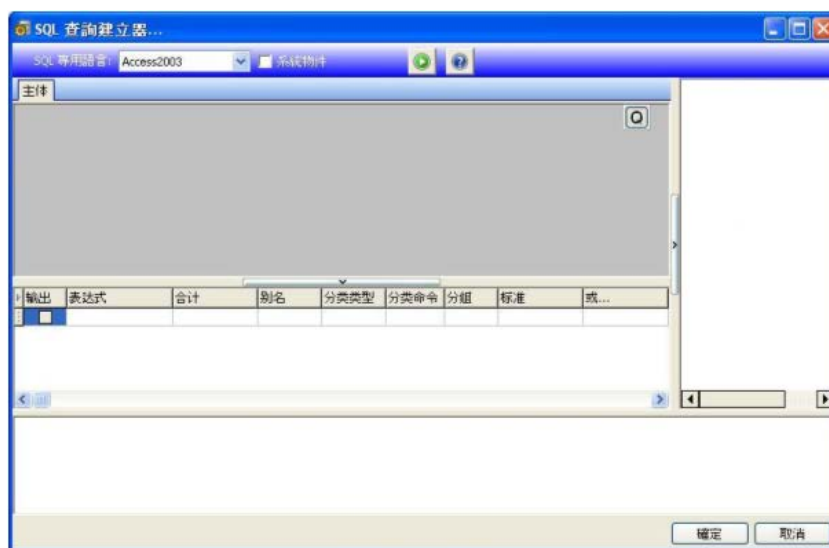 SQL 查詢建立器...
SQL 專用語言: Access2003 系統物件
主体
Q
输出 表达式 合计 别名 分类类型 分类命令 分组 标准 或...
確定 取消